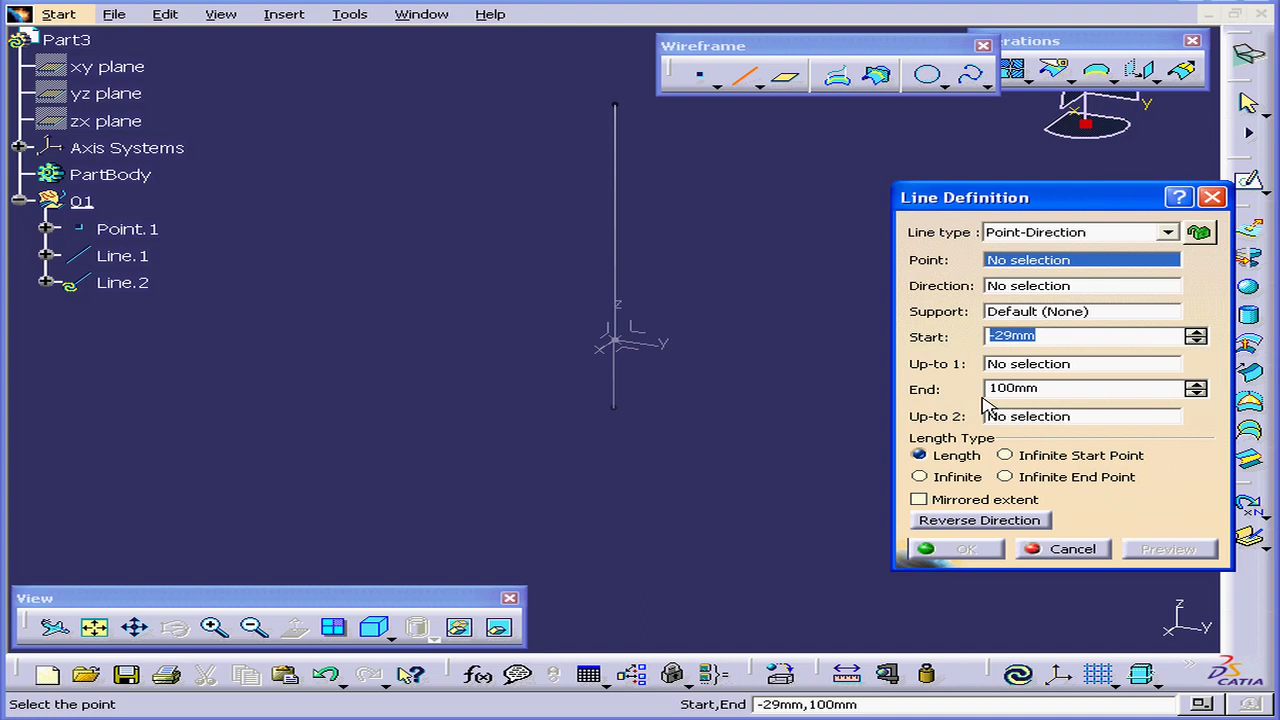 Start File Edit View Insert Tools Window Help
Part3
xy plane
yz plane
zx plane
Axis Systems
PartBody
01
Point.1
Line.1
Line.2
Wireframe
erations
z
x
y
x
y
Line Definition
Line type : Point-Direction
Point: No selection
Direction: No selection
Support: Default (None)
Start: -29mm
Up-to 1: No selection
End: 100mm
Up-to 2: No selection
Length Type
Length Infinite Start Point
Infinite Infinite End Point
Mirrored extent
Reverse Direction
OK Cancel Preview
View
z
x
y
f(x)
CATIA
Select the point
Start,End -29mm,100mm